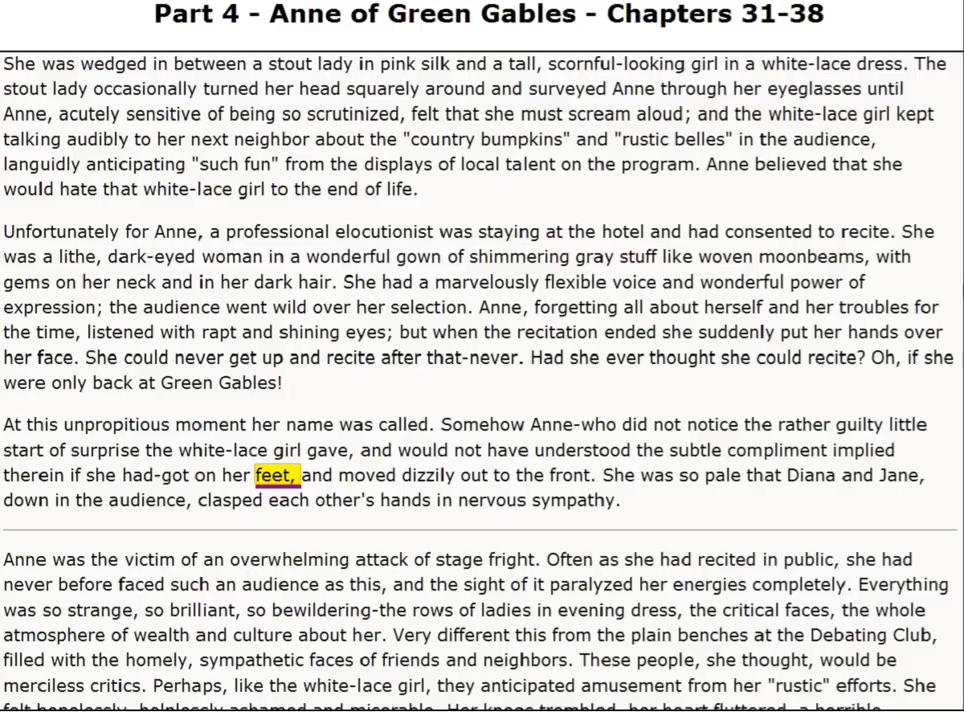 Part 4 - Anne of Green Gables - Chapters 31-38
She was wedged in between a stout lady in pink silk and a tall, scornful-looking girl in a white-lace dress. The
stout lady occasionally turned her head squarely around and surveyed Anne through her eyeglasses until
Anne, acutely sensitive of being so scrutinized, felt that she must scream aloud; and the white-lace girl kept
talking audibly to her next neighbor about the "country bumpkins" and "rustic belles" in the audience,
languidly anticipating "such fun" from the displays of local talent on the program. Anne believed that she
would hate that white-lace girl to the end of life.
Unfortunately for Anne, a professional elocutionist was staying at the hotel and had consented to recite. She
was a lithe, dark-eyed woman in a wonderful gown of shimmering gray stuff like woven moonbeams, with
gems on her neck and in her dark hair. She had a marvelously flexible voice and wonderful power of
expression; the audience went wild over her selection. Anne, forgetting all about herself and her troubles for
the time, listened with rapt and shining eyes; but when the recitation ended she suddenly put her hands over
her face. She could never get up and recite after that-never. Had she ever thought she could recite? Oh, if she
were only back at Green Gables!
At this unpropitious moment her name was called. Somehow Anne-who did not notice the rather guilty little
start of surprise the white-lace girl gave, and would not have understood the subtle compliment implied
therein if she had-got on her feet, and moved dizzily out to the front. She was so pale that Diana and Jane,
down in the audience, clasped each other's hands in nervous sympathy.
Anne was the victim of an overwhelming attack of stage fright. Often as she had recited in public, she had
never before faced such an audience as this, and the sight of it paralyzed her energies completely. Everything
was so strange, so brilliant, so bewildering-the rows of ladies in evening dress, the critical faces, the whole
atmosphere of wealth and culture about her. Very different this from the plain benches at the Debating Club,
filled with the homely, sympathetic faces of friends and neighbors. These people, she thought, would be
merciless critics. Perhaps, like the white-lace girl, they anticipated amusement from her "rustic" efforts. She
felt hopelessly, helplessly ashamed and miserable. Her knees trembled, her heart fluttered, a horrible